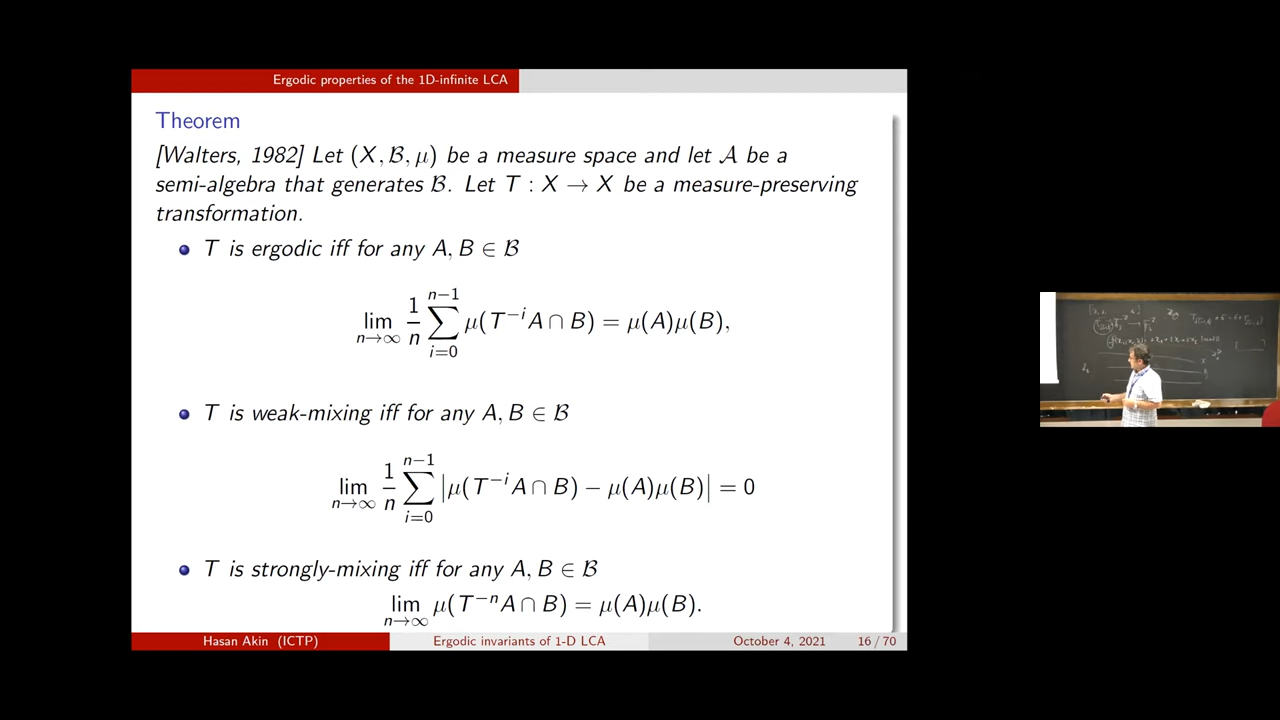 Ergodic properties of the 1D-infinite LCA
Theorem
[Walters, 1982] Let (X, ℬ, μ) be a measure space and let 𝒜 be a
semi-algebra that generates ℬ. Let T : X → X be a measure-preserving
transformation.
T is ergodic iff for any A, B ∈ ℬ
lim_{n→∞} 1/n ∑_{i=0}^{n−1} μ(T^{−i}A ∩ B) = μ(A)μ(B),
T is weak-mixing iff for any A, B ∈ ℬ
lim_{n→∞} 1/n ∑_{i=0}^{n−1} |μ(T^{−i}A ∩ B) − μ(A)μ(B)| = 0
T is strongly-mixing iff for any A, B ∈ ℬ
lim_{n→∞} μ(T^{−n}A ∩ B) = μ(A)μ(B).
Hasan Akin (ICTP) Ergodic invariants of 1-D LCA October 4, 2021 16 / 70